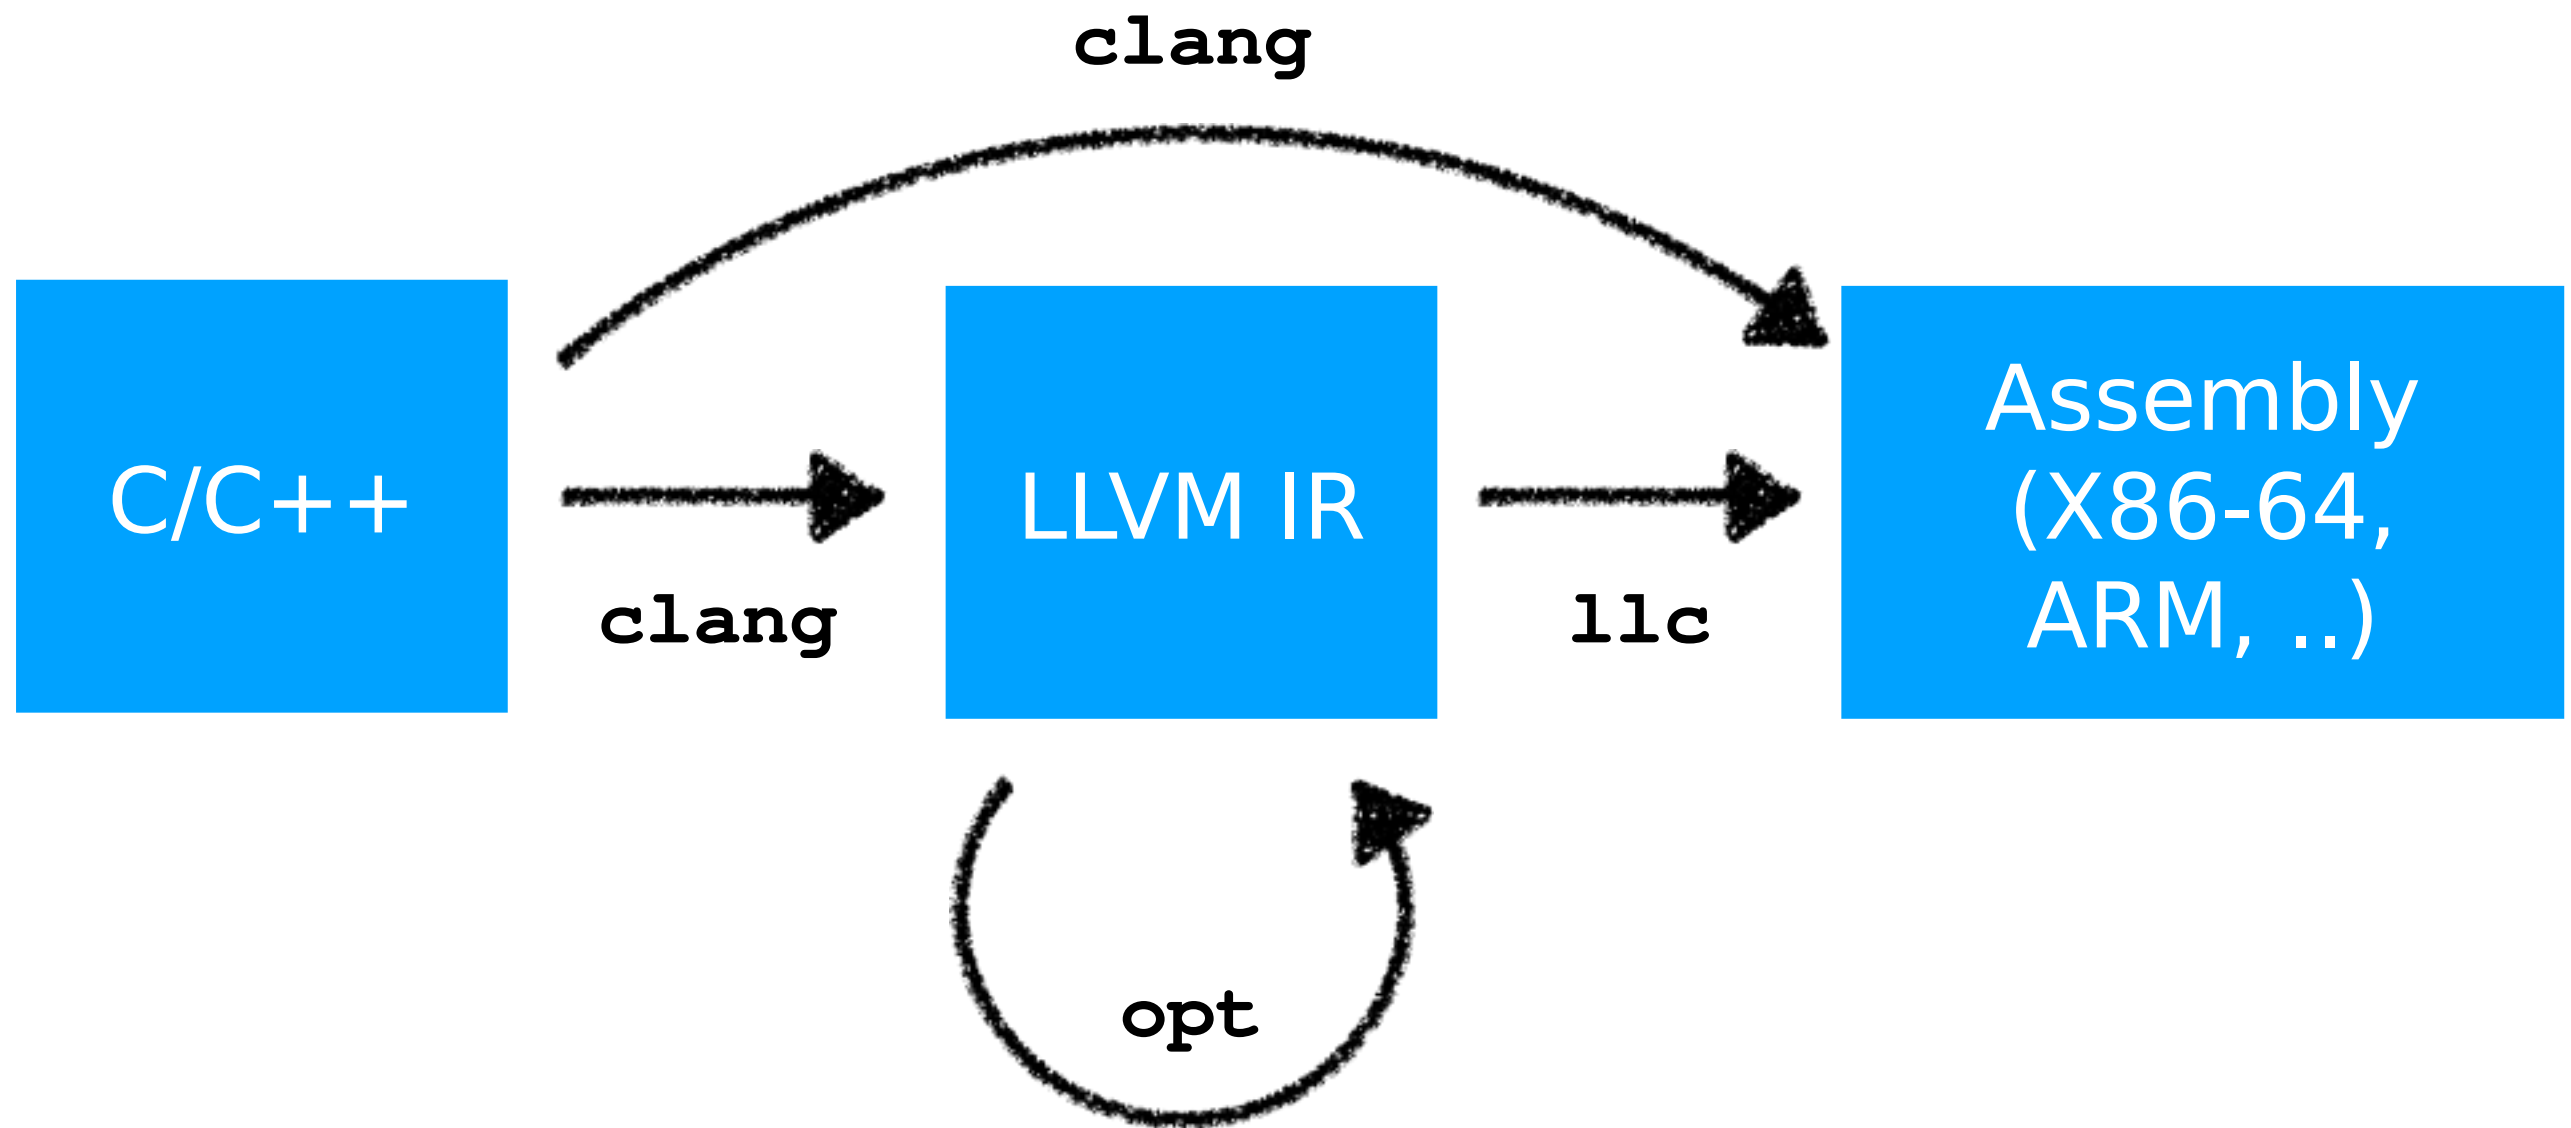 clang
C/C++
clang
LLVM IR
llc
Assembly
(X86-64,
ARM, ..)
opt